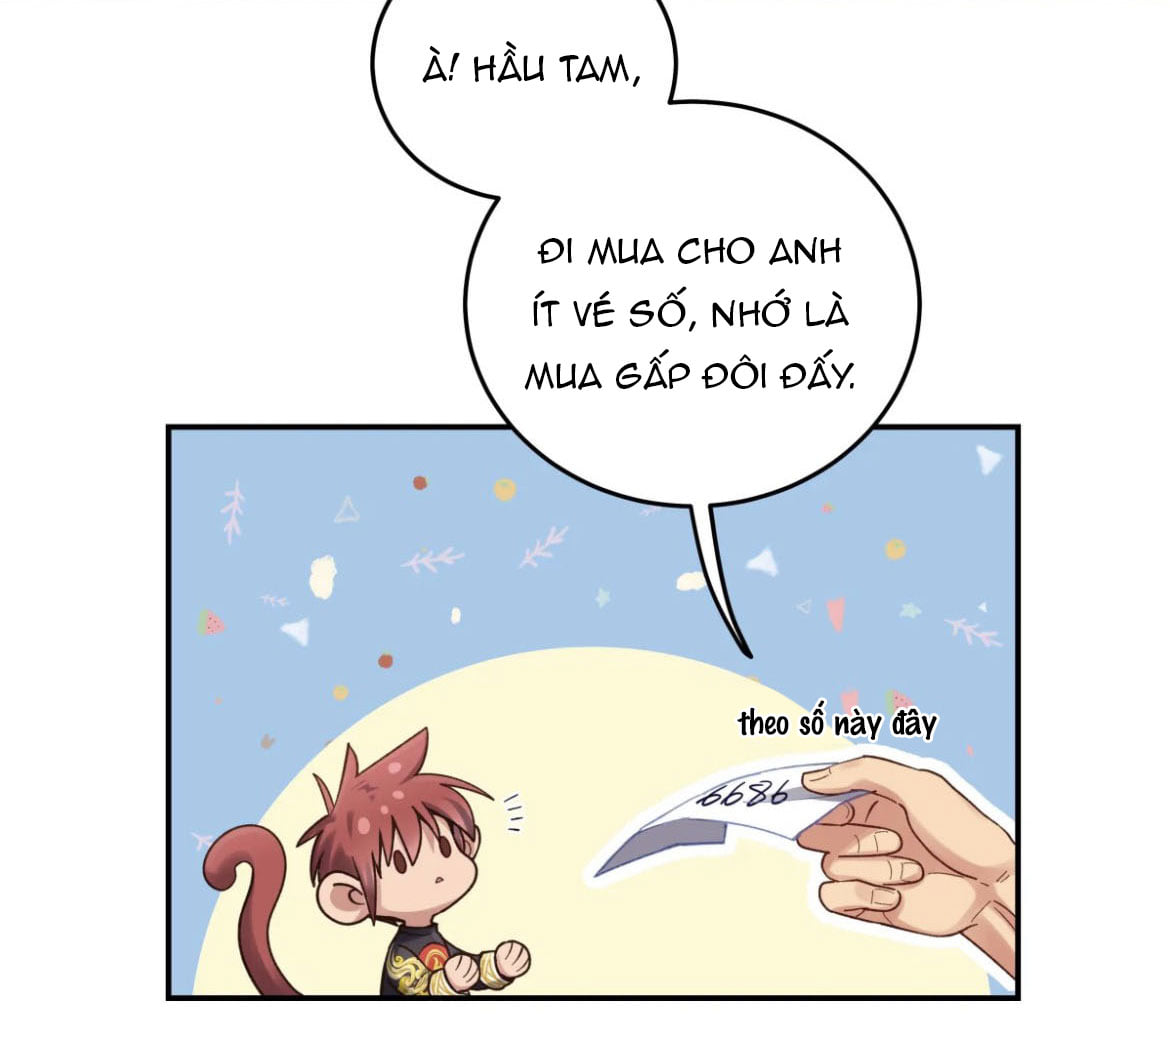 À! HẦU TAM,
ĐI MUA CHO ANH
ÍT VÉ SỐ, NHỚ LÀ
MUA GẤP ĐÔI ĐẤY.
theo số này đây
6686